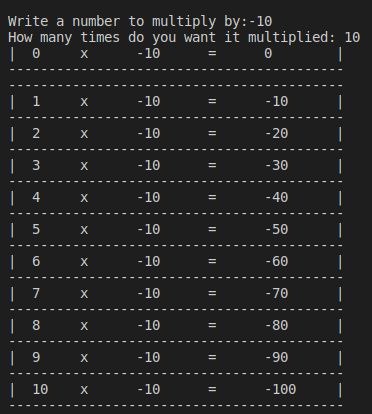 Write a number to multiply by:-10
How many times do you want it multiplied: 10
|  0     x      -10      =      0        |
------------------------------------------
------------------------------------------
|  1     x      -10      =      -10      |
------------------------------------------
|  2     x      -10      =      -20      |
------------------------------------------
|  3     x      -10      =      -30      |
------------------------------------------
|  4     x      -10      =      -40      |
------------------------------------------
|  5     x      -10      =      -50      |
------------------------------------------
|  6     x      -10      =      -60      |
------------------------------------------
|  7     x      -10      =      -70      |
------------------------------------------
|  8     x      -10      =      -80      |
------------------------------------------
|  9     x      -10      =      -90      |
------------------------------------------
|  10    x      -10      =      -100     |
------------------------------------------